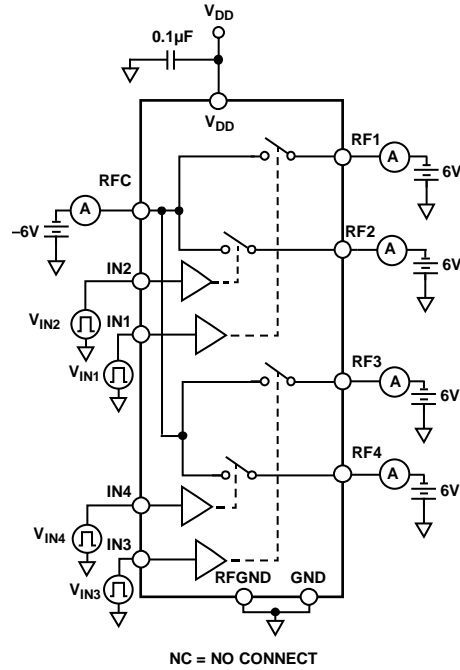 VDD
0.1µF
VDD
RF1
RFC
A
6V
A
–6V
RF2
A
6V
IN2
VIN2
IN1
VIN1
RF3
A
6V
RF4
A
6V
IN4
VIN4
IN3
VIN3
RFGND
GND
NC = NO CONNECT